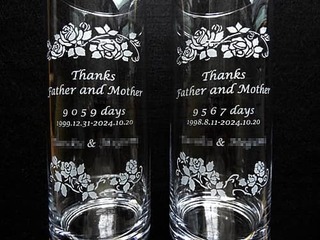 Thanks
Father and Mother
9059 days
1999.12.31-2024.10.20
&
Thanks
Father and Mother
9567 days
1998.8.11-2024.10.20
&